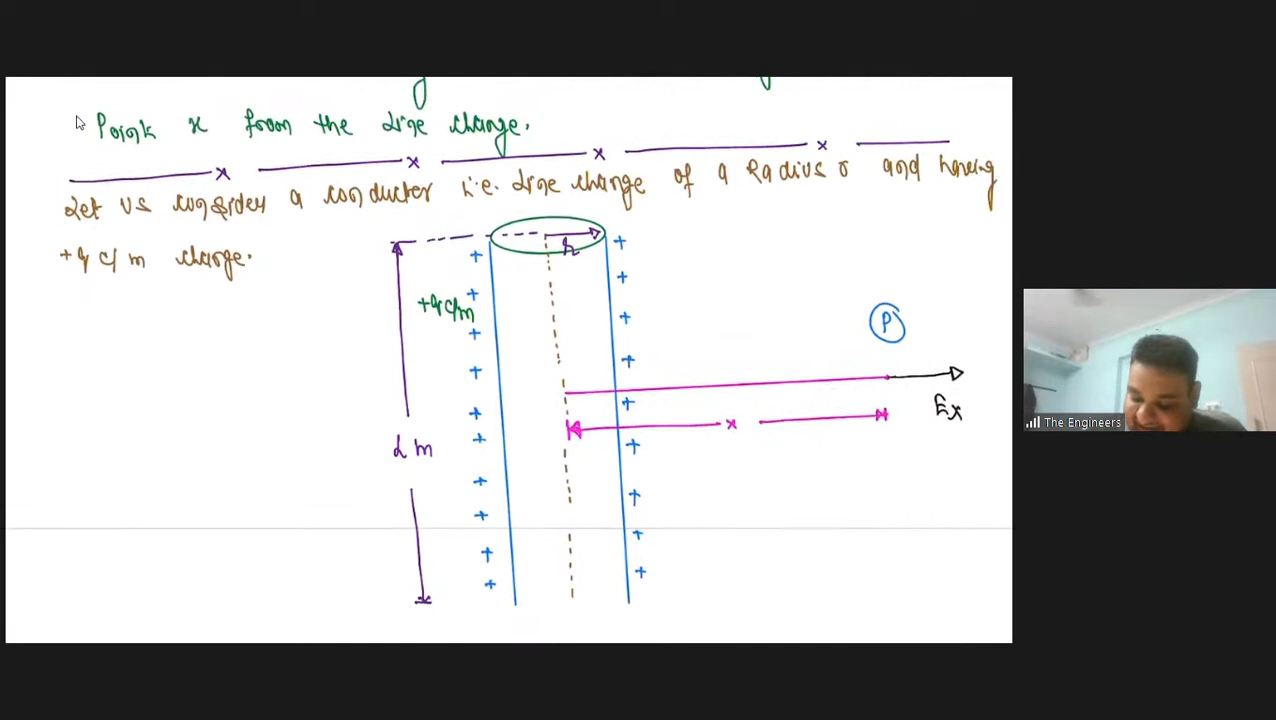 Point x from the line charge.
x x x x
Let us consider a conductor i.e. line charge of a Radius r and having
+q c/m charge.
r
+q c/m
P
Ex
x
L m
The Engineers